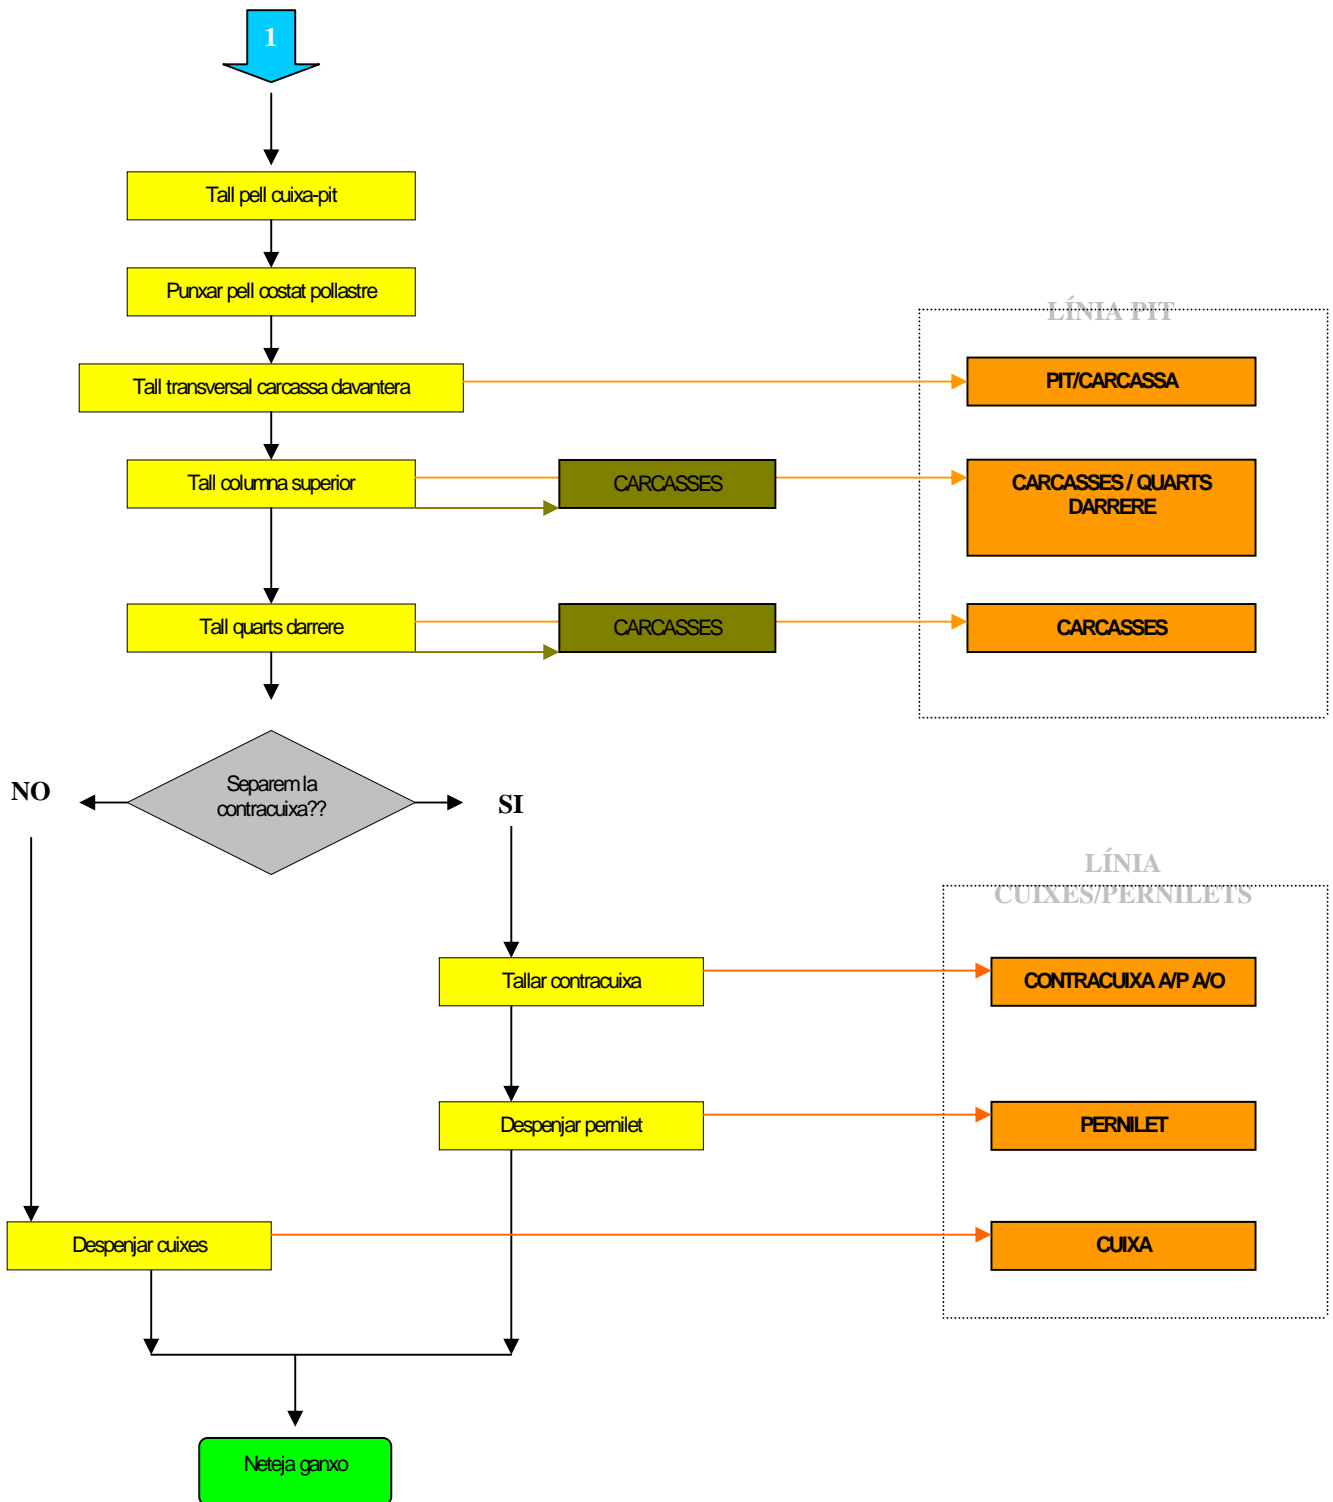 1
Tall pell cuixa-pit
Punxar pell costat pollastre
LÍNIA PIT
Tall transversal carcassa davantera
PIT/CARCASSA
Tall columna superior
CARCASSES
CARCASSES / QUARTS
DARRERE
Tall quarts darrere
CARCASSES
CARCASSES
Separem la
contracuixa??
NO
SI
LÍNIA
CUIXES/PERNILETS
Tallar contracuixa
CONTRACUIXA A/P A/O
Despenjar pernilet
PERNILET
Despenjar cuixes
CUIXA
Neteja ganxo